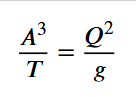 A³/T = Q²/g